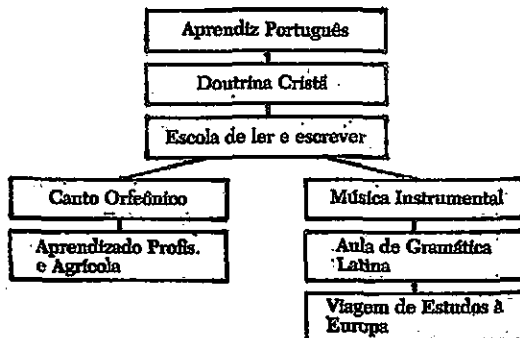 Aprendiz Português
Doutrina Cristã
Escola de ler e escrever
Canto Orfeônico
Música Instrumental
Aprendizado Profis.
e Agrícola
Aula de Gramática
Latina
Viagem de Estudos à
Europa